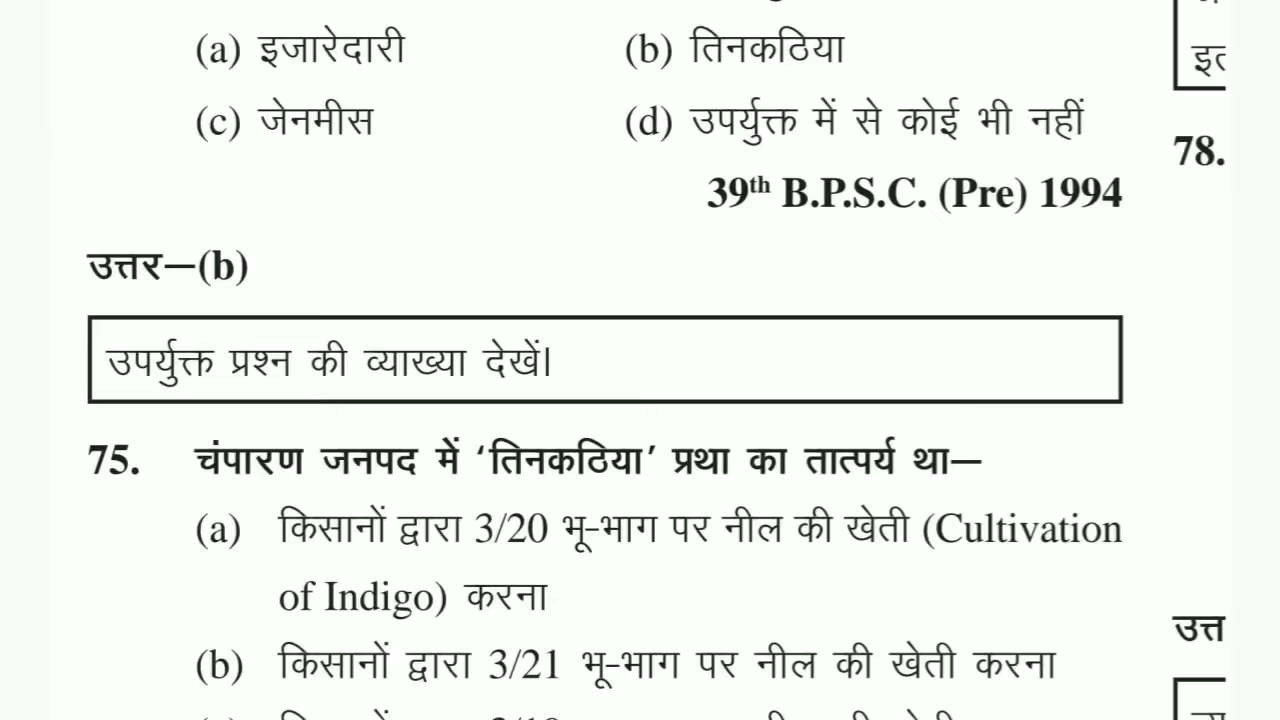 (a) इजारेदारी (b) तिनकठिया
(c) जेनमीस (d) उपर्युक्त में से कोई भी नहीं
39th B.P.S.C. (Pre) 1994
उत्तर—(b)
उपर्युक्त प्रश्न की व्याख्या देखें।
75. चंपारण जनपद में ‘तिनकठिया’ प्रथा का तात्पर्य था—
(a) किसानों द्वारा 3/20 भू-भाग पर नील की खेती (Cultivation
of Indigo) करना
(b) किसानों द्वारा 3/21 भू-भाग पर नील की खेती करना
78.